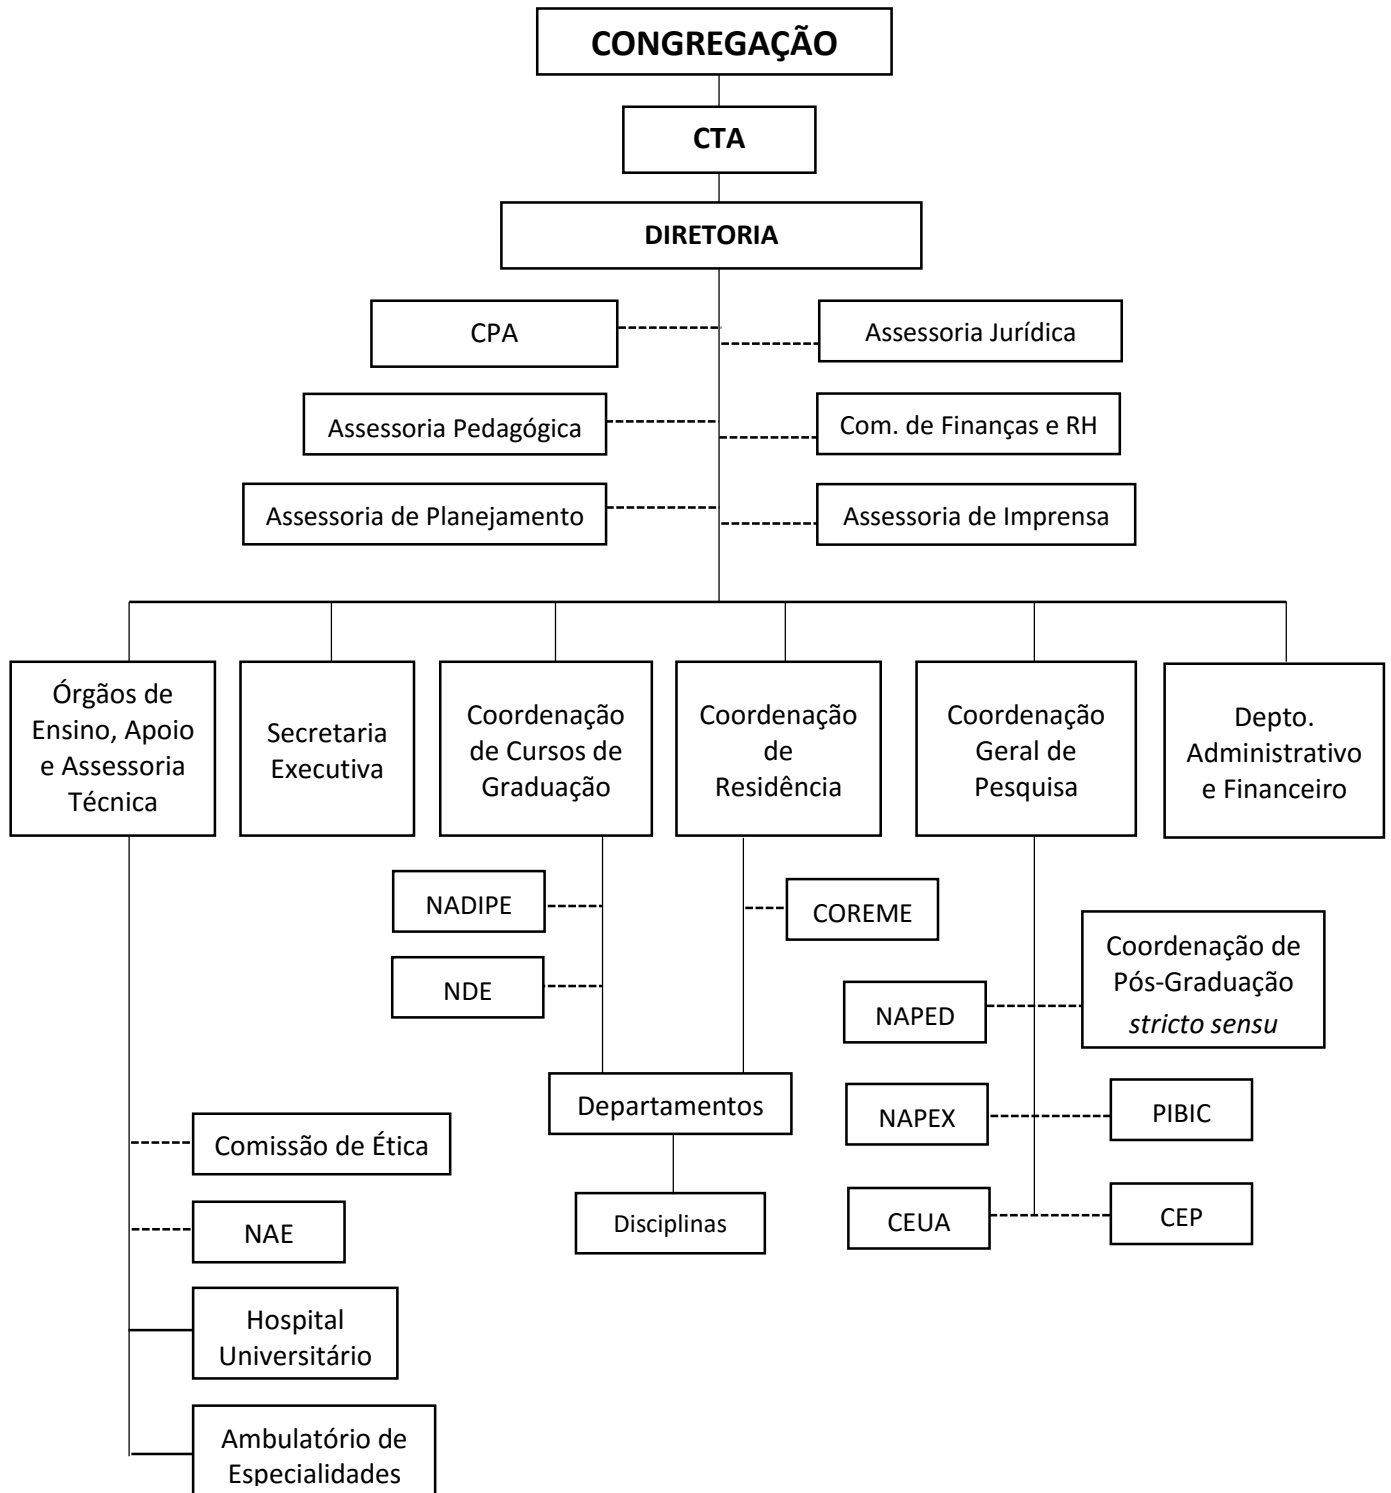 CONGREGAÇÃO
CTA
DIRETORIA
CPA
Assessoria Jurídica
Assessoria Pedagógica
Com. de Finanças e RH
Assessoria de Planejamento
Assessoria de Imprensa
Órgãos de
Ensino, Apoio
e Assessoria
Técnica
Secretaria
Executiva
Coordenação
de Cursos de
Graduação
Coordenação
de
Residência
Coordenação
Geral de
Pesquisa
Depto.
Administrativo
e Financeiro
NADIPE
COREME
NDE
Coordenação de
Pós-Graduação
stricto sensu
NAPED
Departamentos
NAPEX
PIBIC
Comissão de Ética
Disciplinas
CEUA
CEP
NAE
Hospital
Universitário
Ambulatório de
Especialidades